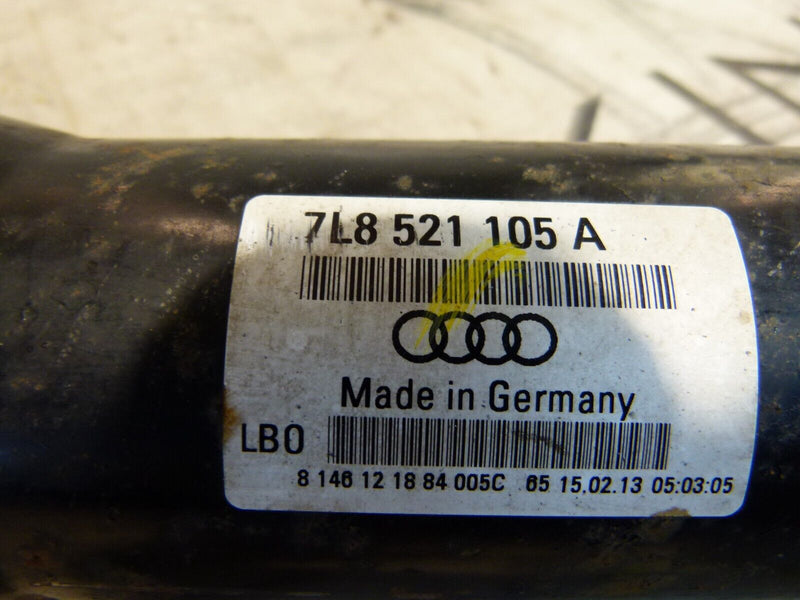 7L8 521 105 A
Made in Germany
LBO
8 146 12 18 84 005C 65 15.02.13 05:03:05